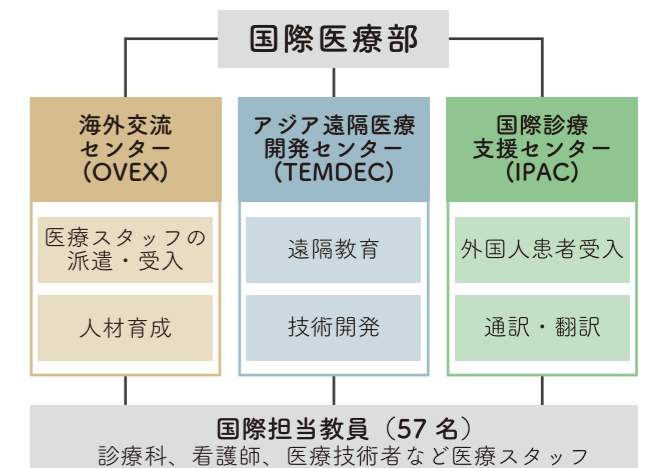 国際医療部
海外交流
センター
(OVEX)
医療スタッフの
派遣・受入
人材育成
アジア遠隔医療
開発センター
(TEMDEC)
遠隔教育
技術開発
国際診療
支援センター
(IPAC)
外国人患者受入
通訳・翻訳
国際担当教員（57 名）
診療科、看護師、医療技術者など医療スタッフ